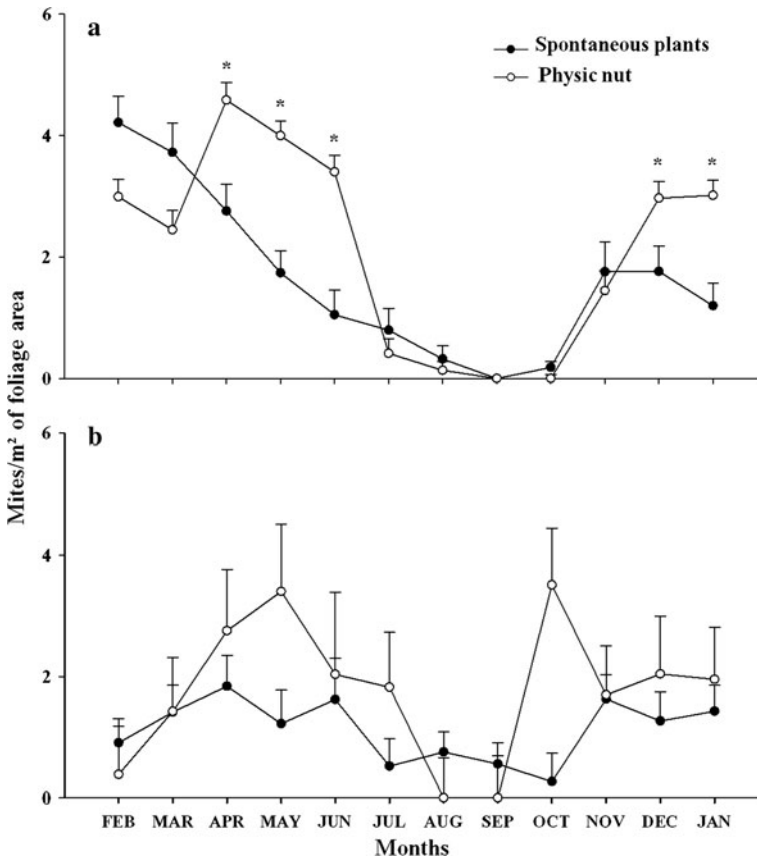 6
a
Spontaneous plants
Physic nut
*
*
*
*
*
4
2
0
Mites/m² of foliage area
b
6
4
2
0
FEB MAR APR MAY JUN JUL AUG SEP OCT NOV DEC JAN
Months